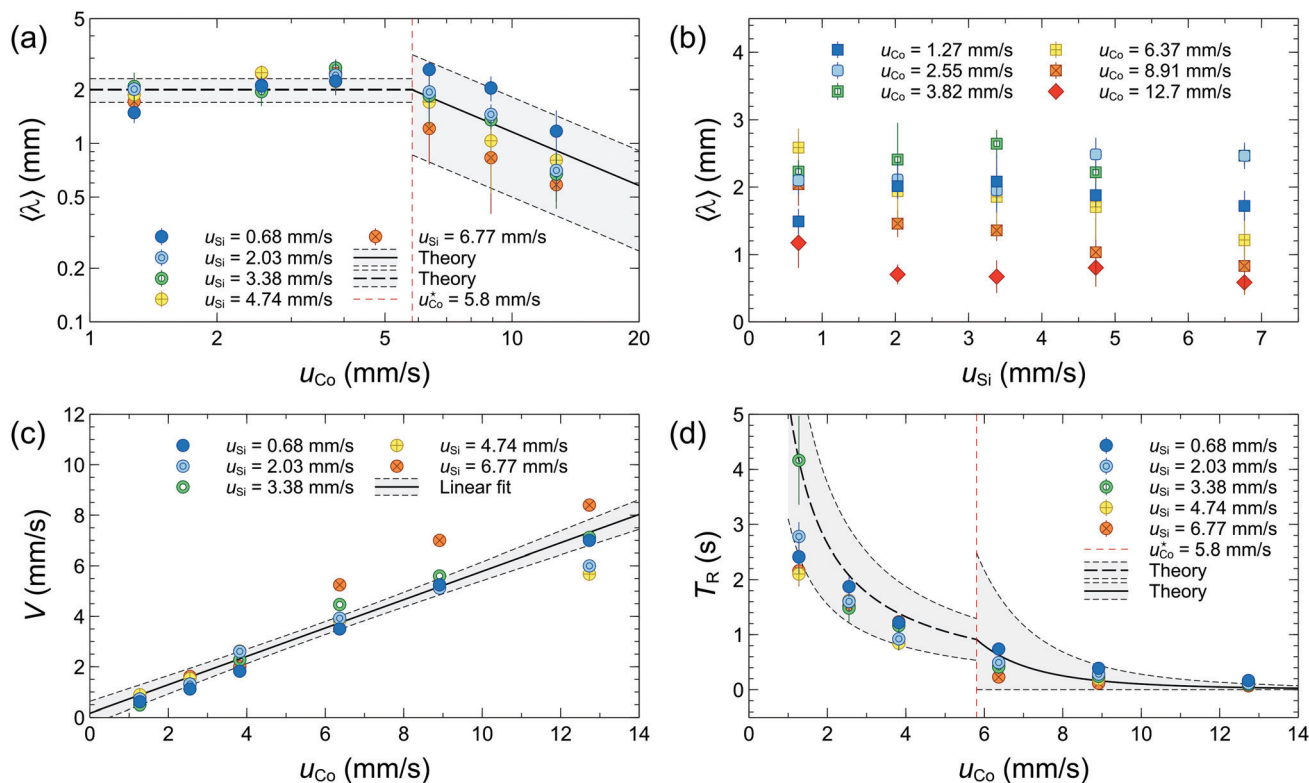 (a)
5
2
1
0.5
0.2
0.1
⟨λ⟩ (mm)
u_Si = 0.68 mm/s
u_Si = 2.03 mm/s
u_Si = 3.38 mm/s
u_Si = 4.74 mm/s
u_Si = 6.77 mm/s
Theory
Theory
u*_Co = 5.8 mm/s
1 2 5 10 20
u_Co (mm/s)
(b)
4
3
2
1
0
⟨λ⟩ (mm)
u_Co = 1.27 mm/s
u_Co = 2.55 mm/s
u_Co = 3.82 mm/s
u_Co = 6.37 mm/s
u_Co = 8.91 mm/s
u_Co = 12.7 mm/s
0 1 2 3 4 5 6 7
u_Si (mm/s)
(c)
12
10
8
6
4
2
0
V (mm/s)
u_Si = 0.68 mm/s
u_Si = 2.03 mm/s
u_Si = 3.38 mm/s
u_Si = 4.74 mm/s
u_Si = 6.77 mm/s
Linear fit
0 2 4 6 8 10 12 14
u_Co (mm/s)
(d)
5
4
3
2
1
0
T_R (s)
u_Si = 0.68 mm/s
u_Si = 2.03 mm/s
u_Si = 3.38 mm/s
u_Si = 4.74 mm/s
u_Si = 6.77 mm/s
u*_Co = 5.8 mm/s
Theory
Theory
0 2 4 6 8 10 12 14
u_Co (mm/s)